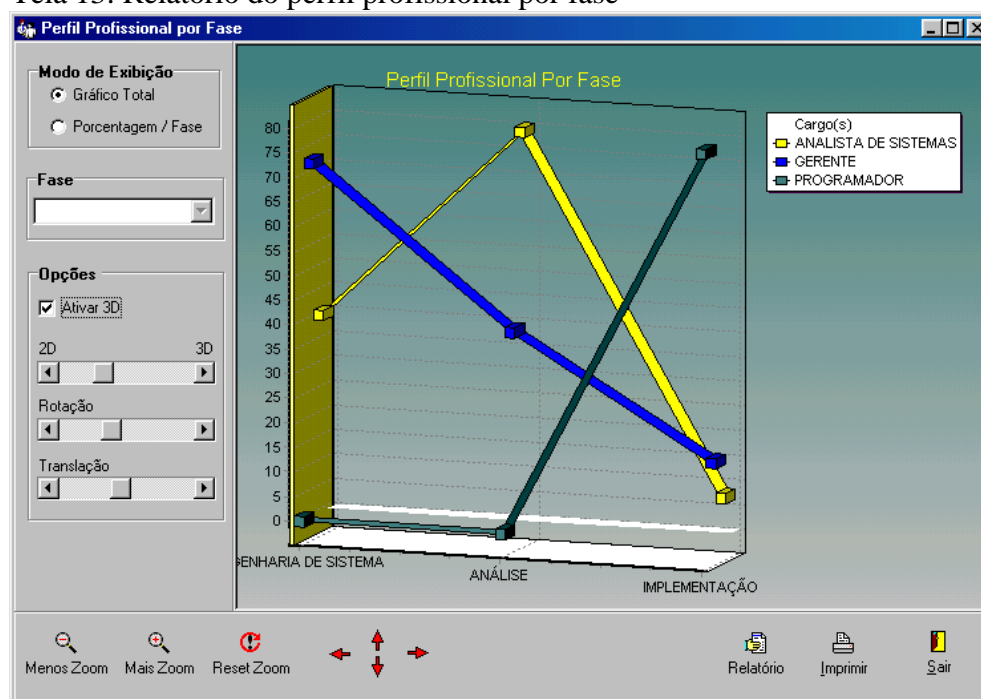 Tela 13: Relatório do perfil profissional por fase
Perfil Profissional por Fase
Modo de Exibição
Gráfico Total
Porcentagem / Fase
Fase
Opções
Ativar 3D
2D 3D
Rotação
Translação
Perfil Profissional Por Fase
80
75
70
65
60
55
50
45
40
35
30
25
20
15
10
5
0
GENHARIA DE SISTEMA
ANÁLISE
IMPLEMENTAÇÃO
Cargo(s)
ANALISTA DE SISTEMAS
GERENTE
PROGRAMADOR
Menos Zoom Mais Zoom Reset Zoom Relatório Imprimir Sair